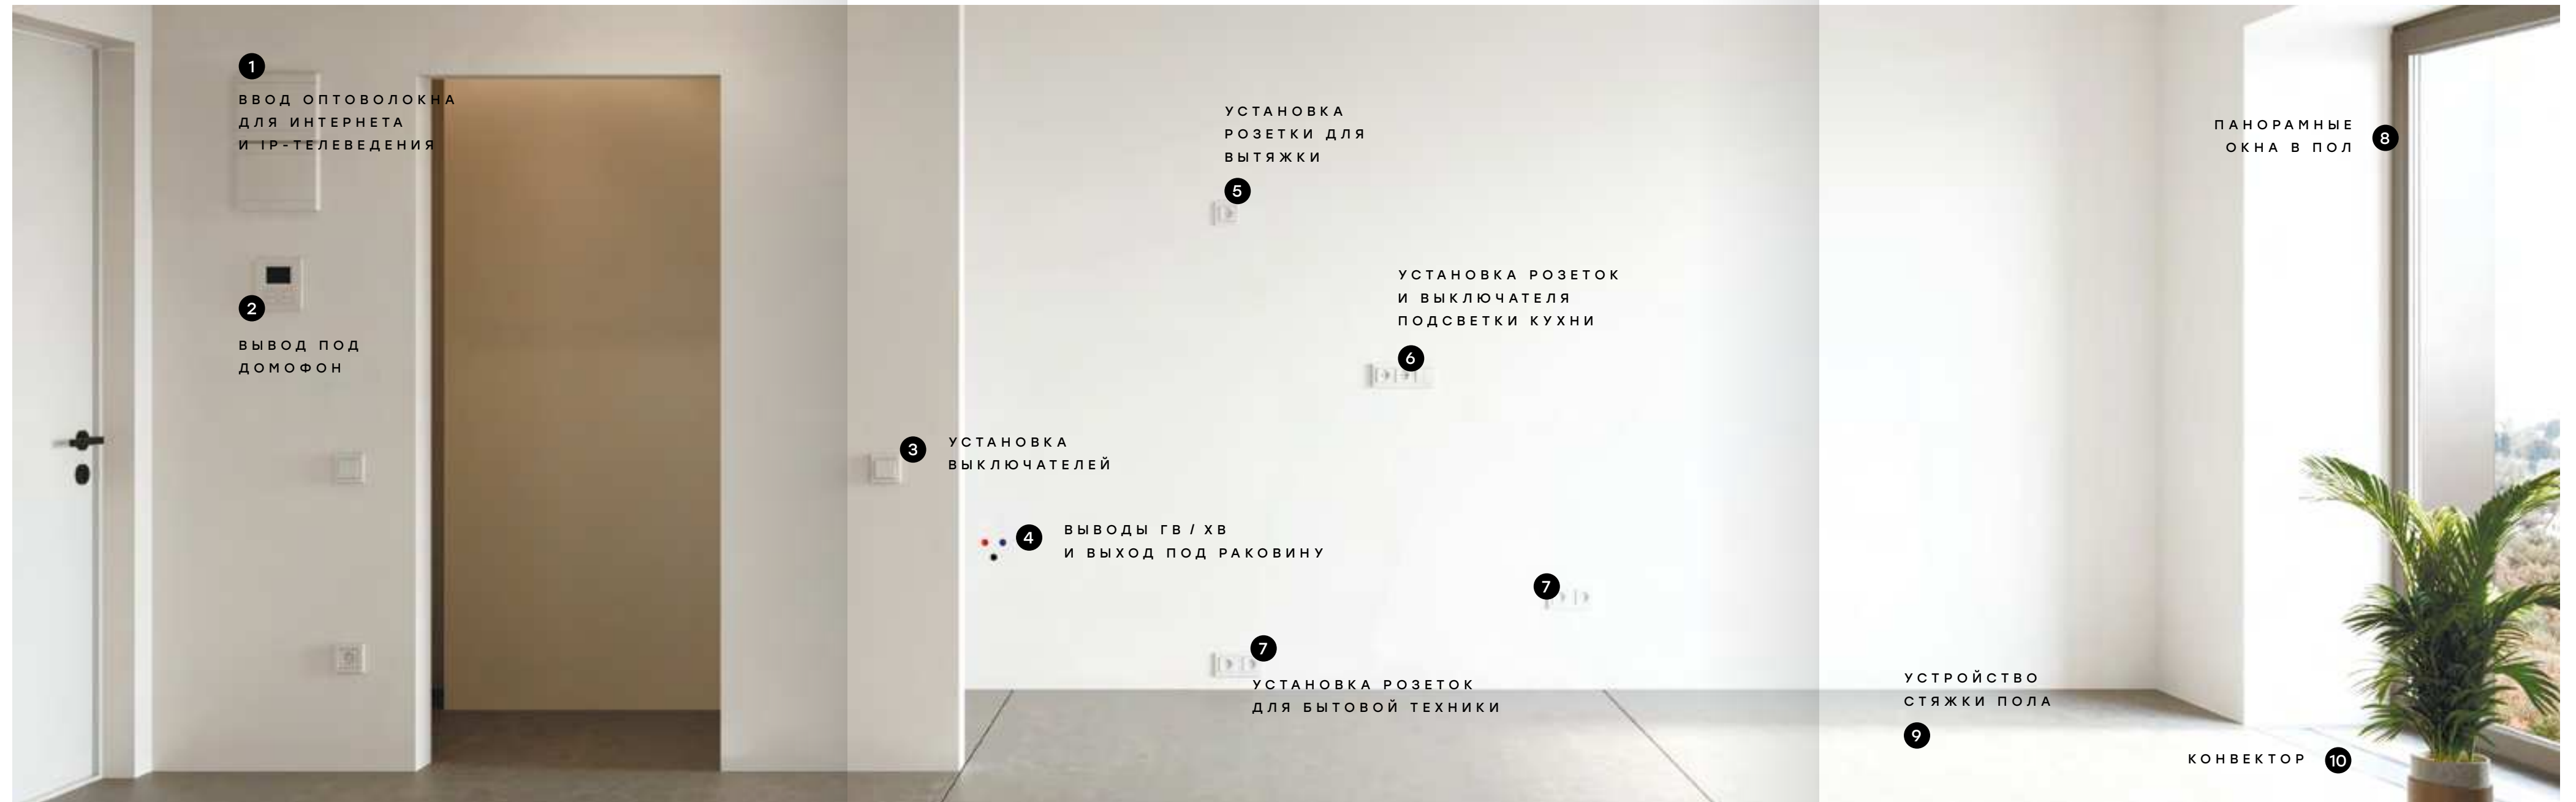 1
ВВОД ОПТОВОЛОКНА
ДЛЯ ИНТЕРНЕТА
И IP-ТЕЛЕВЕДЕНИЯ
2
ВЫВОД ПОД
ДОМОФОН
3
УСТАНОВКА
ВЫКЛЮЧАТЕЛЕЙ
4
ВЫВОДЫ ГВ / ХВ
И ВЫХОД ПОД РАКОВИНУ
УСТАНОВКА
РОЗЕТКИ ДЛЯ
ВЫТЯЖКИ
5
УСТАНОВКА РОЗЕТОК
И ВЫКЛЮЧАТЕЛЯ
ПОДСВЕТКИ КУХНИ
6
7
7
УСТАНОВКА РОЗЕТОК
ДЛЯ БЫТОВОЙ ТЕХНИКИ
ПАНОРАМНЫЕ
ОКНА В ПОЛ
8
УСТРОЙСТВО
СТЯЖКИ ПОЛА
9
КОНВЕКТОР
10